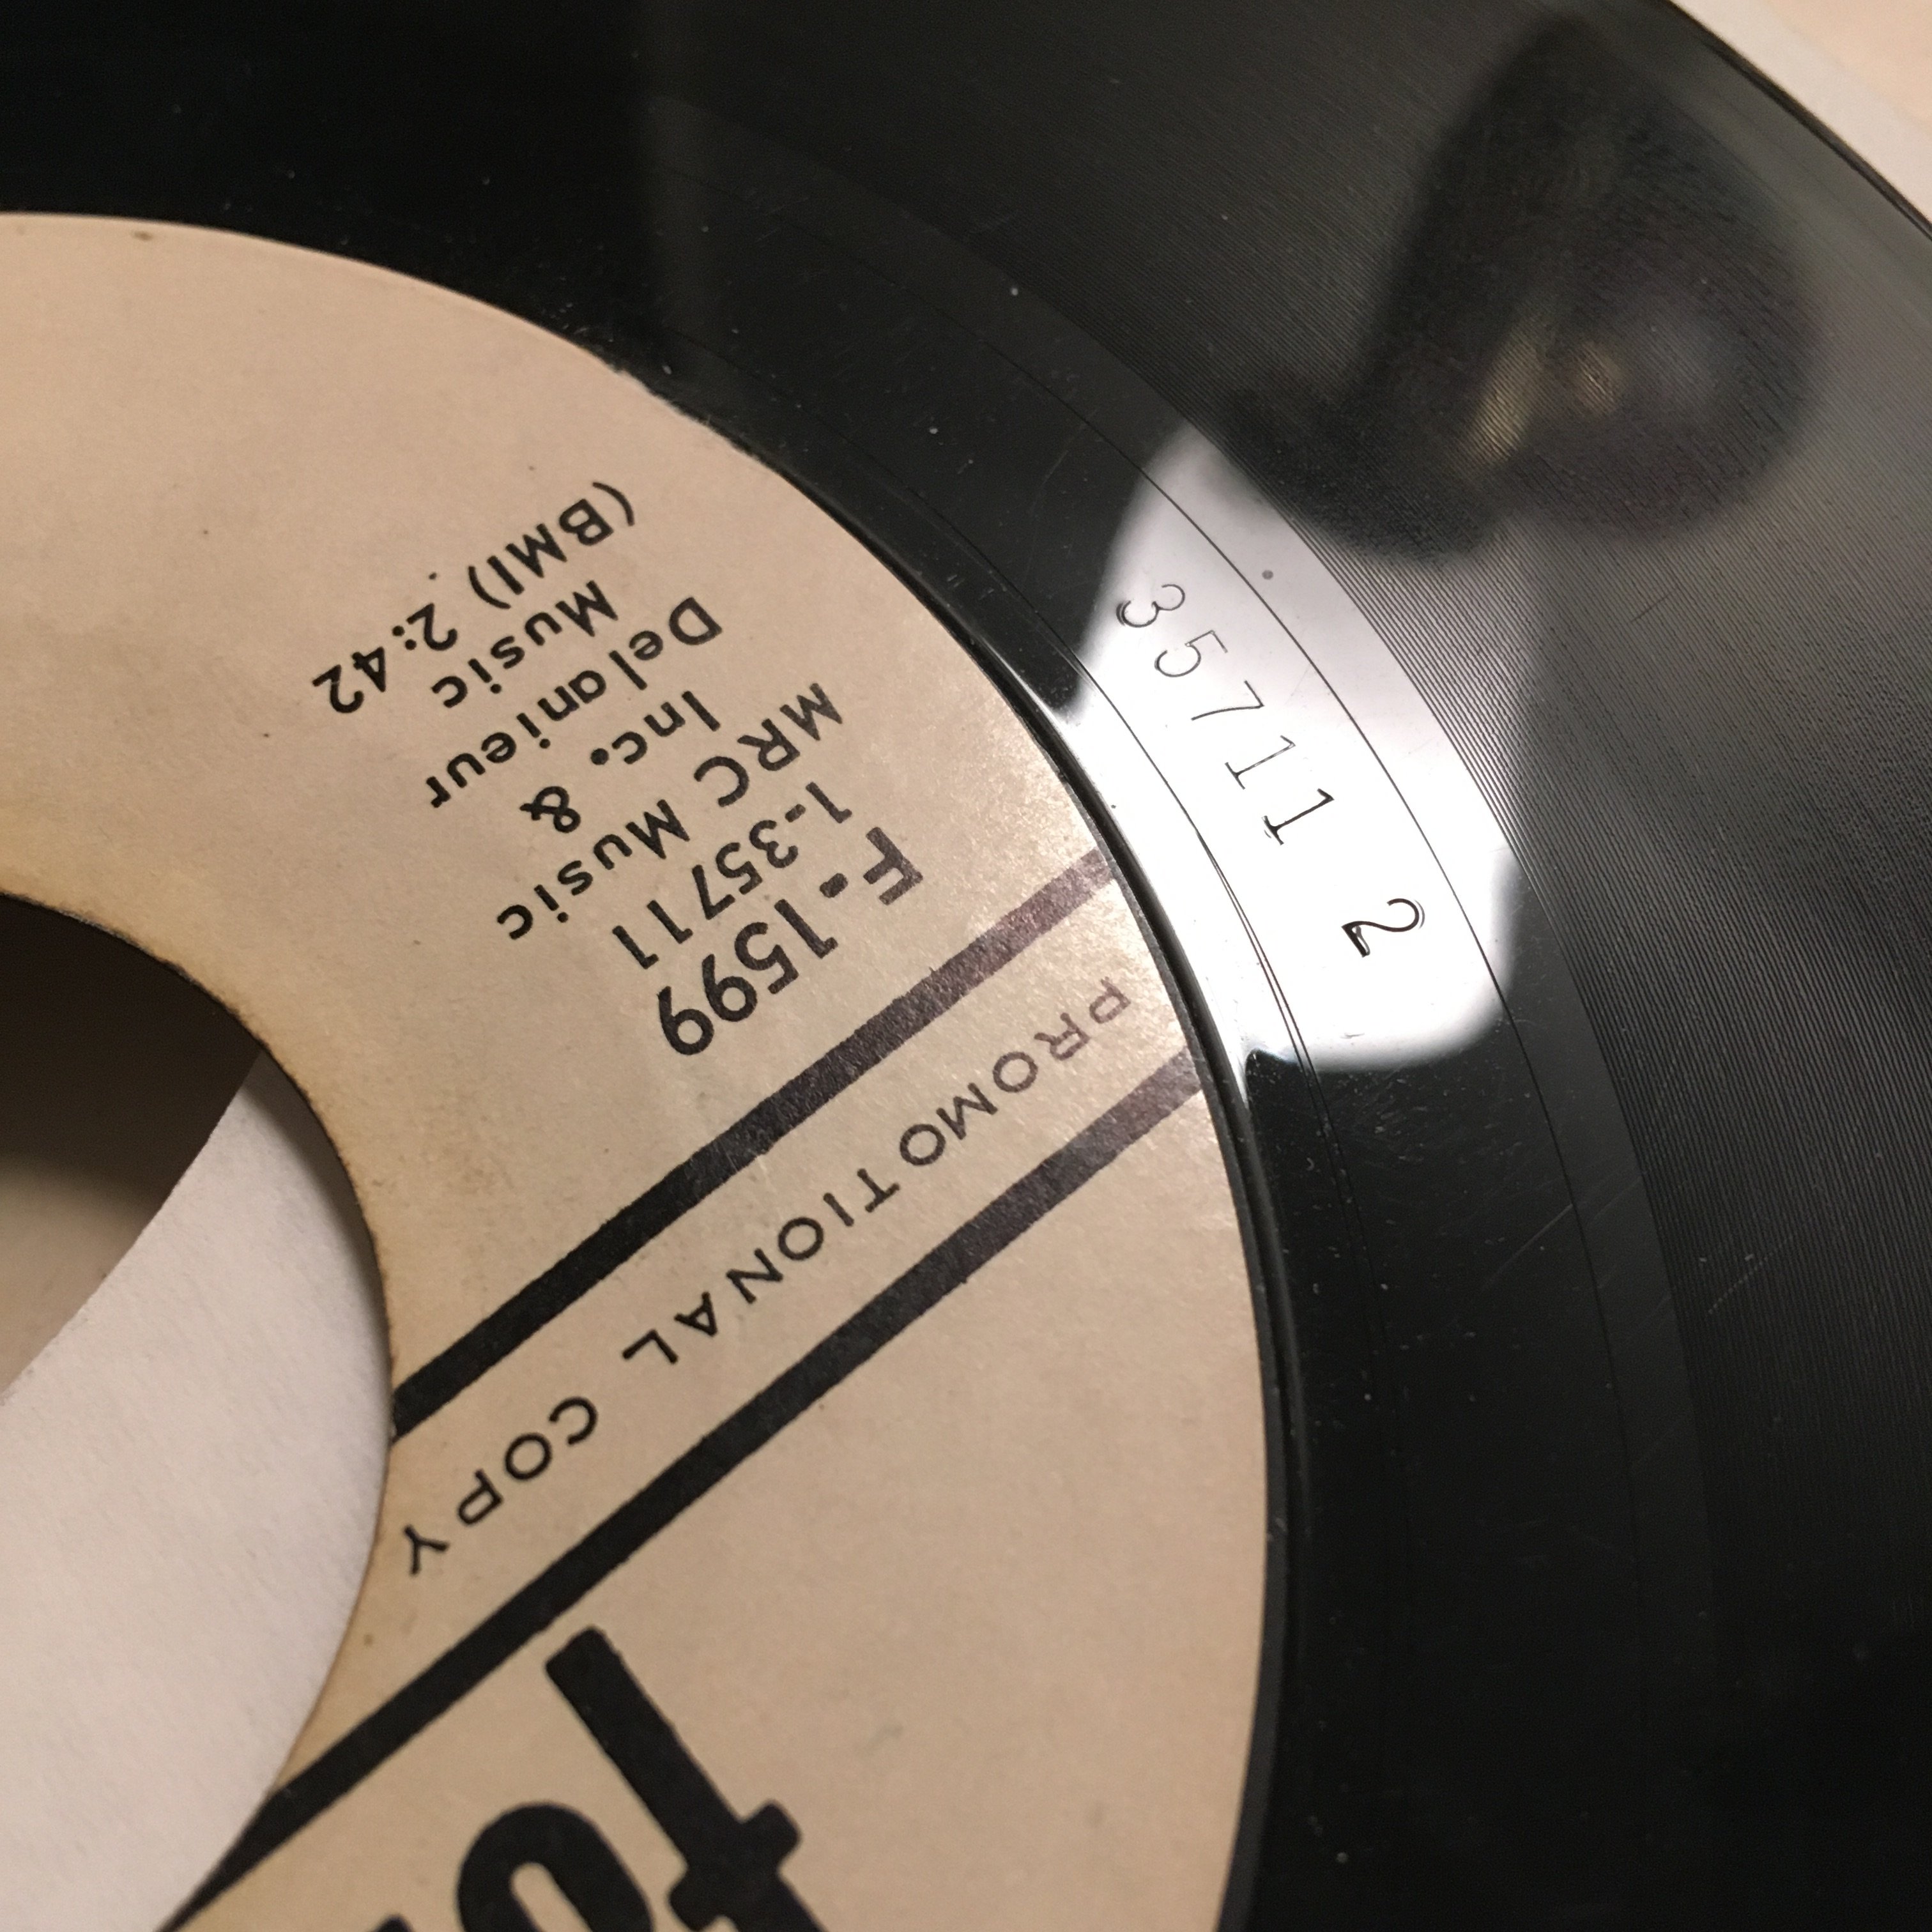 PROMOTIONAL COPY
F-1599
1-35711
MRC Music
Inc. &
Delanieur
Music
(BMI) 2:42
35711 2